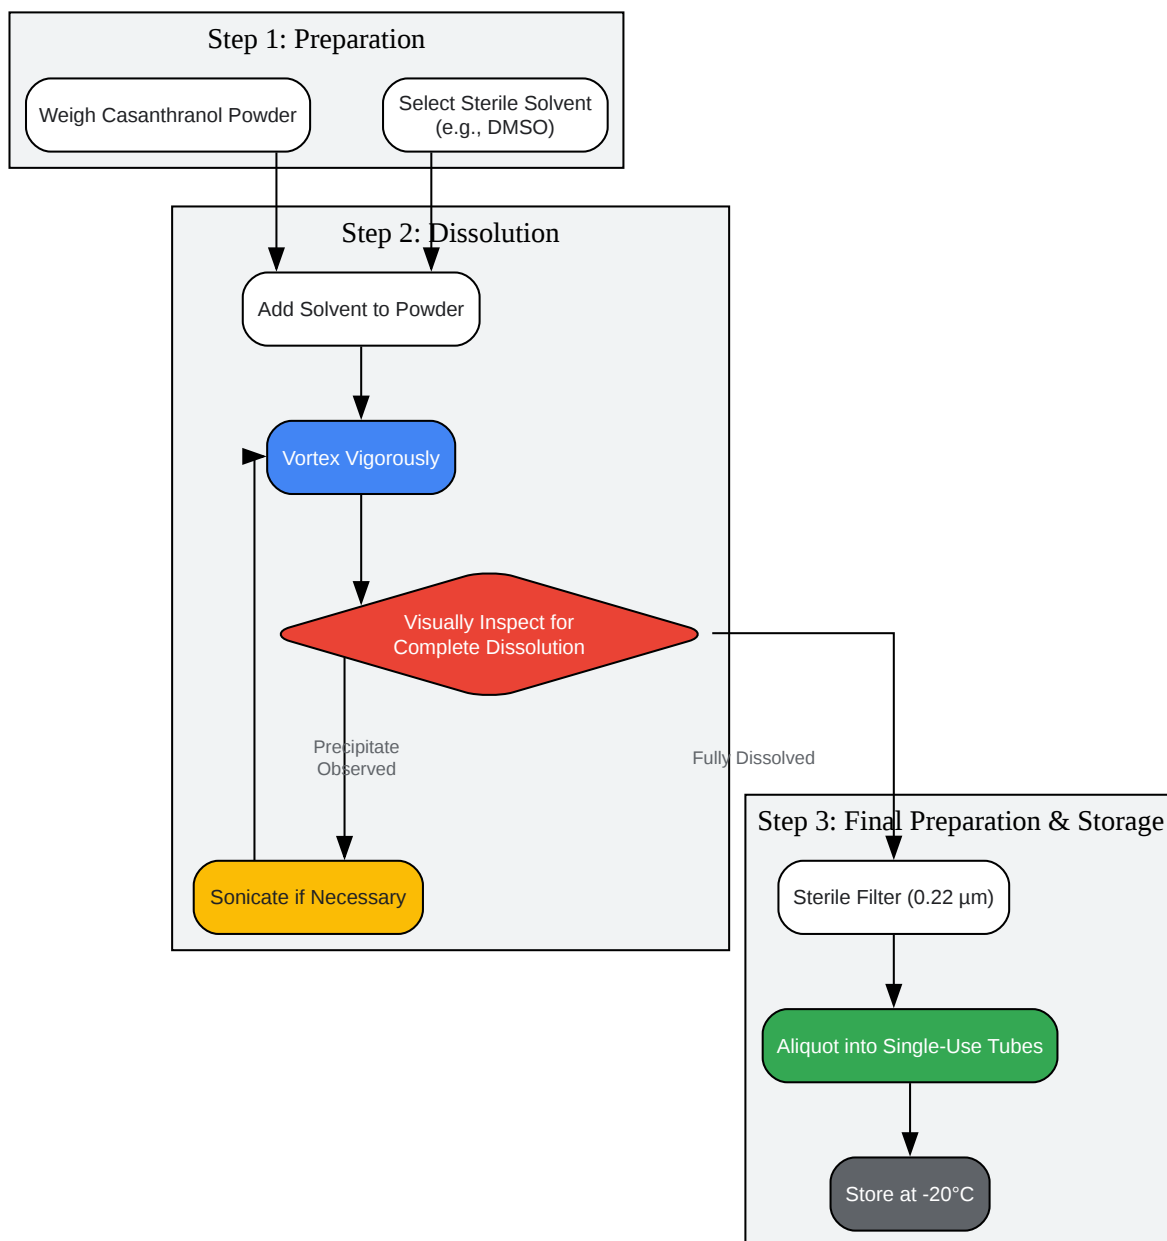 Step 1: Preparation
Weigh Casanthranol Powder
Select Sterile Solvent
(e.g., DMSO)
Step 2: Dissolution
Add Solvent to Powder
Vortex Vigorously
Visually Inspect for
Complete Dissolution
Precipitate
Observed
Fully Dissolved
Sonicate if Necessary
Step 3: Final Preparation & Storage
Sterile Filter (0.22 µm)
Aliquot into Single-Use Tubes
Store at -20°C